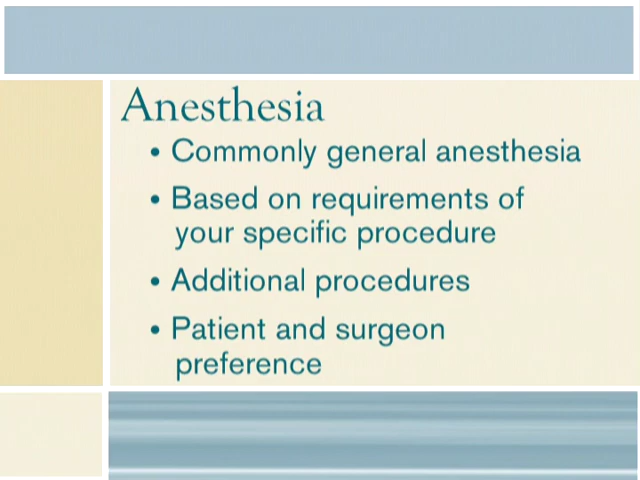 Anesthesia
• Commonly general anesthesia
• Based on requirements of
your specific procedure
• Additional procedures
• Patient and surgeon
preference